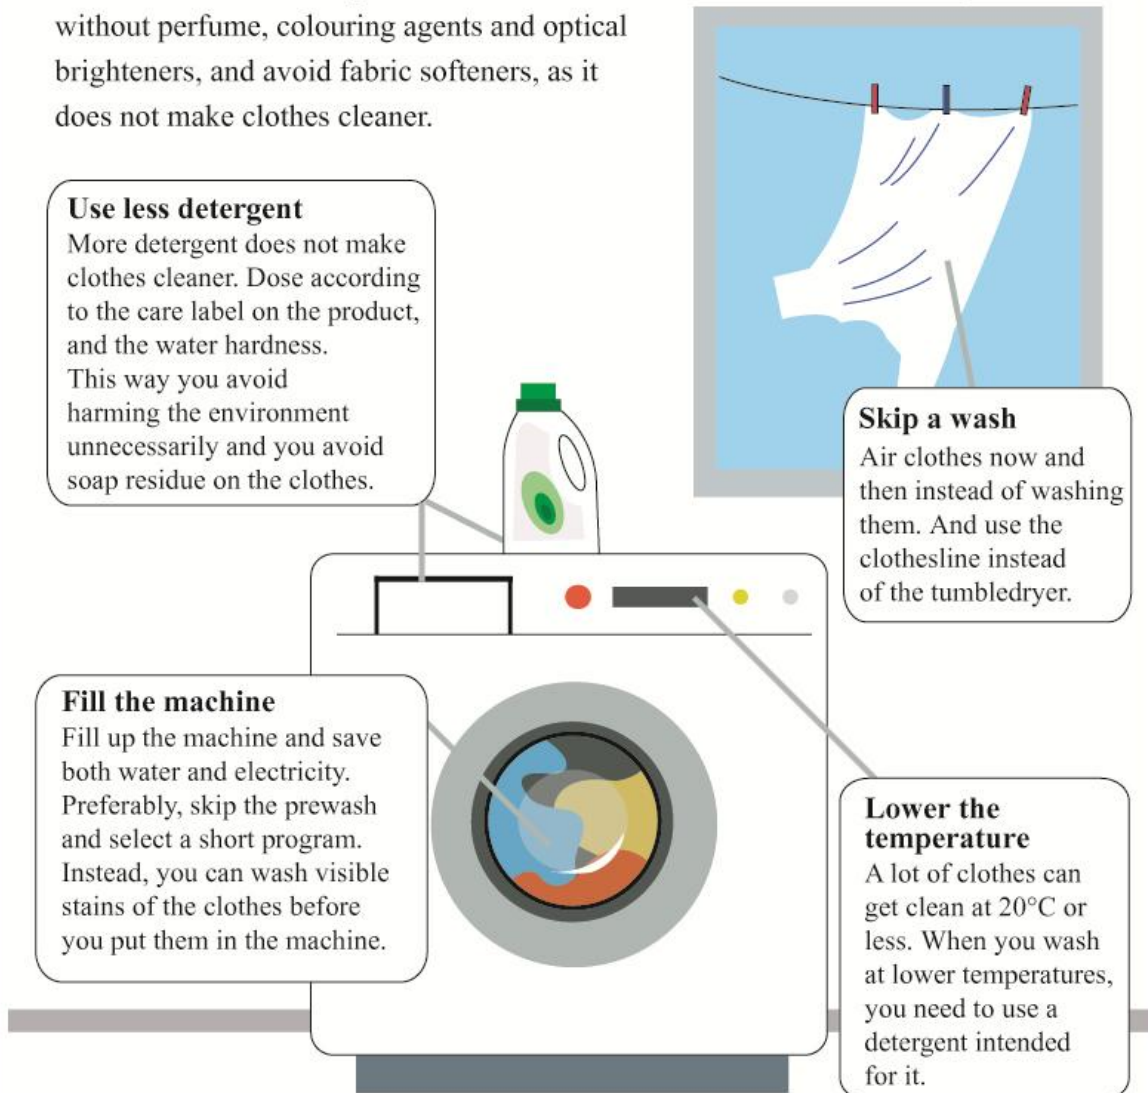 without perfume, colouring agents and optical
brighteners, and avoid fabric softeners, as it
does not make clothes cleaner.
Use less detergent
More detergent does not make
clothes cleaner. Dose according
to the care label on the product,
and the water hardness.
This way you avoid
harming the environment
unnecessarily and you avoid
soap residue on the clothes.
Skip a wash
Air clothes now and
then instead of washing
them. And use the
clothesline instead
of the tumbledryer.
Fill the machine
Fill up the machine and save
both water and electricity.
Preferably, skip the prewash
and select a short program.
Instead, you can wash visible
stains of the clothes before
you put them in the machine.
Lower the
temperature
A lot of clothes can
get clean at 20°C or
less. When you wash
at lower temperatures,
you need to use a
detergent intended
for it.